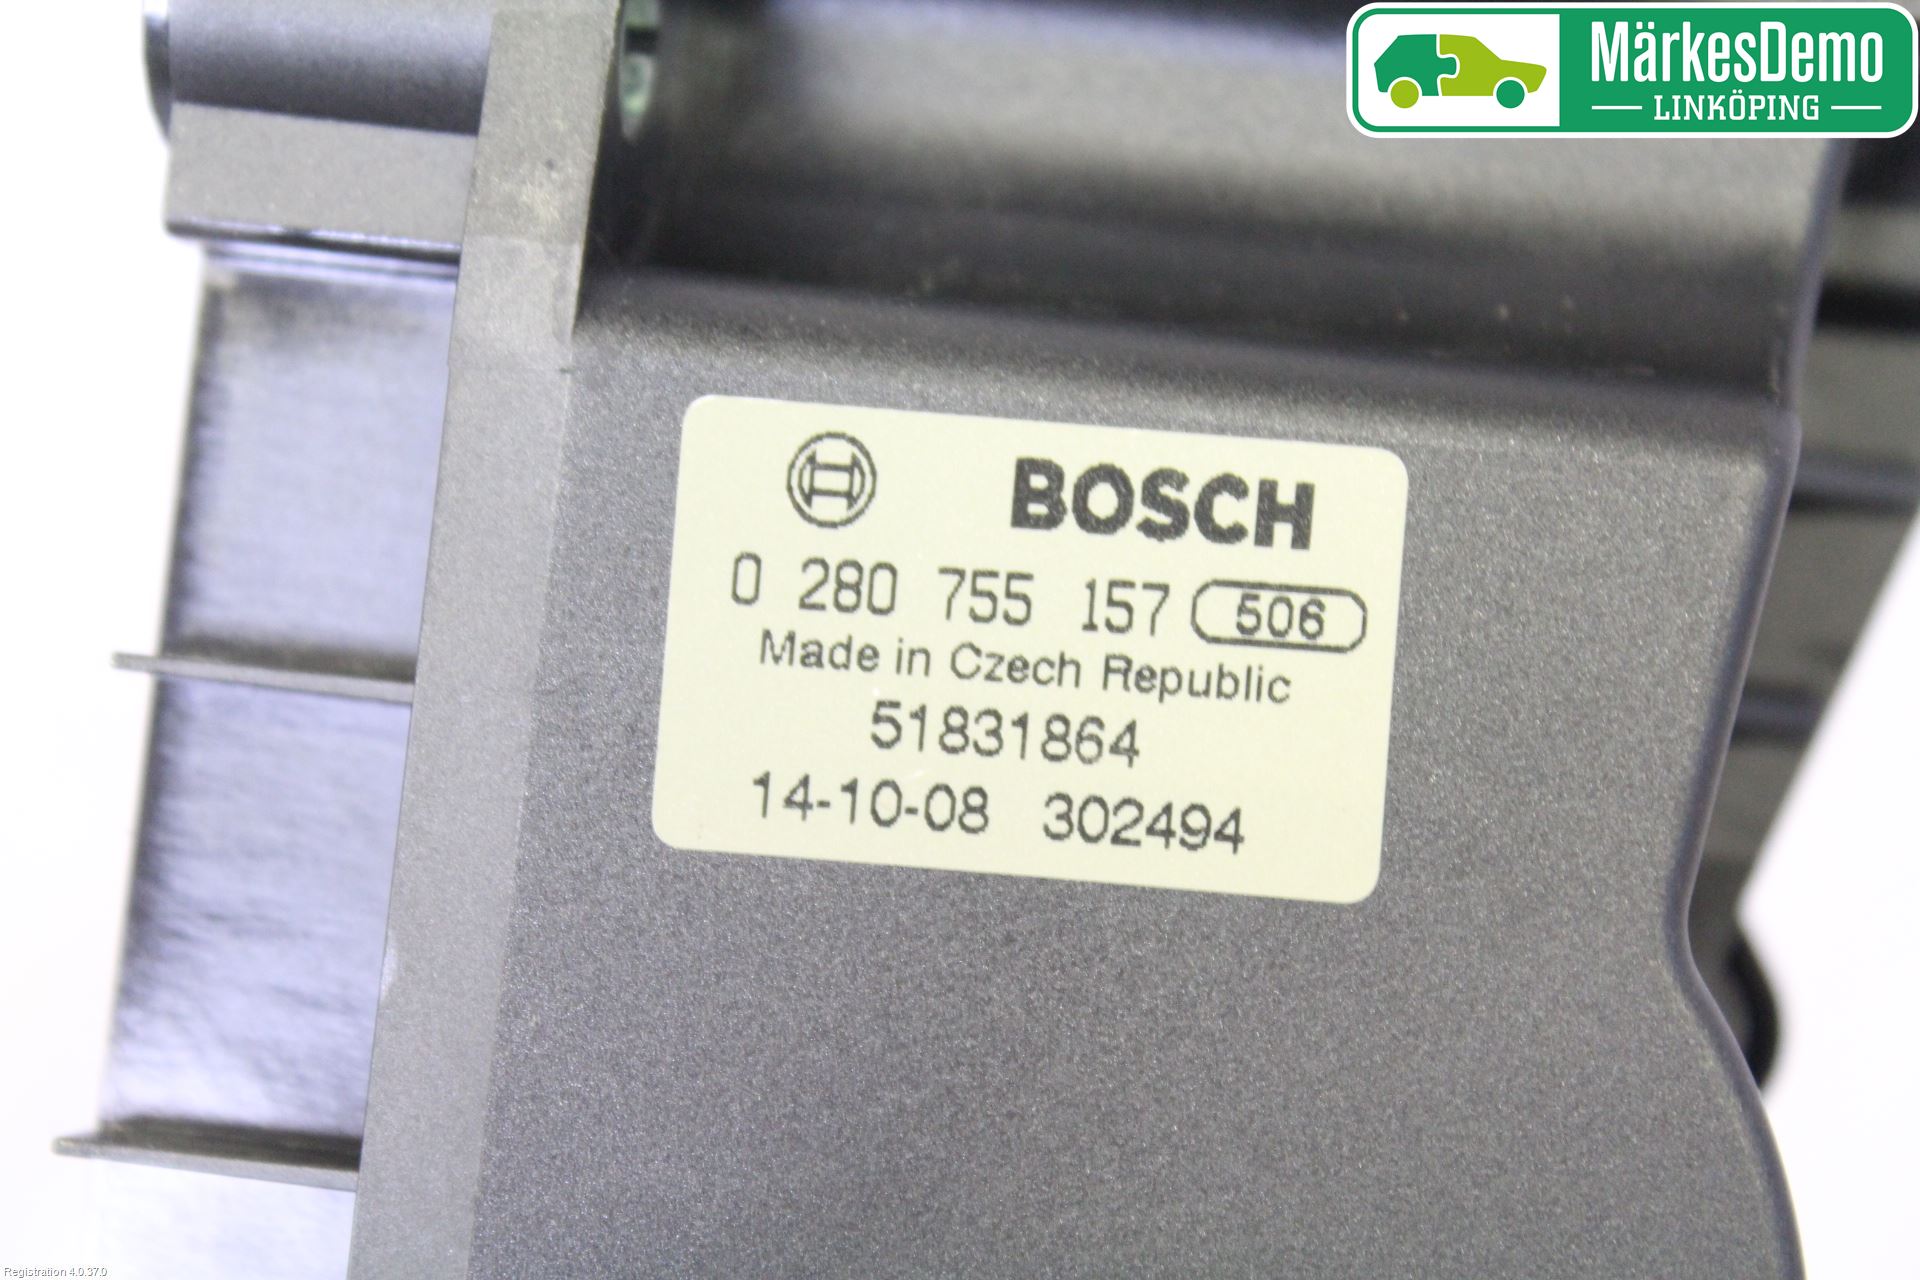 MärkesDemo
LINKÖPING
BOSCH
0 280 755 157 506
Made in Czech Republic
51831864
14-10-08 302494
Registration 4.0.37.0